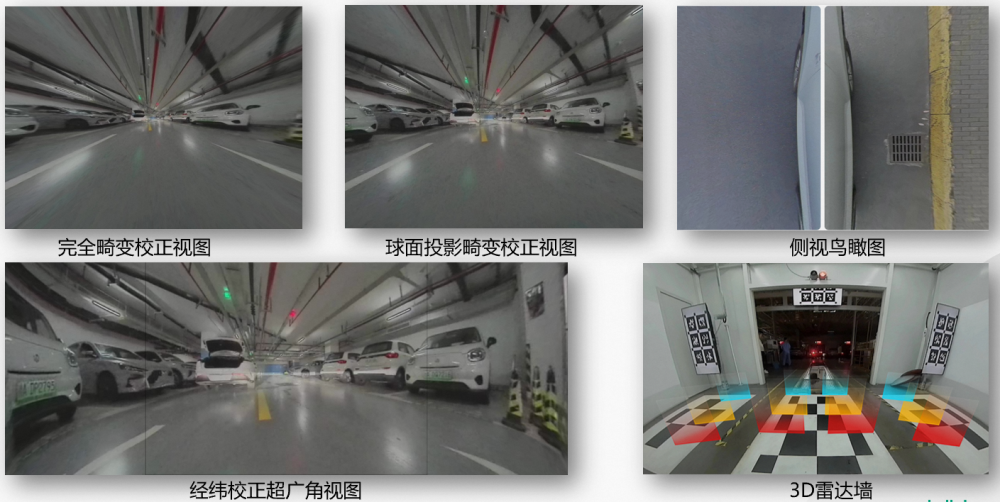 完全畸变校正视图
球面投影畸变校正视图
侧视鸟瞰图
经纬校正超广角视图
3D雷达墙